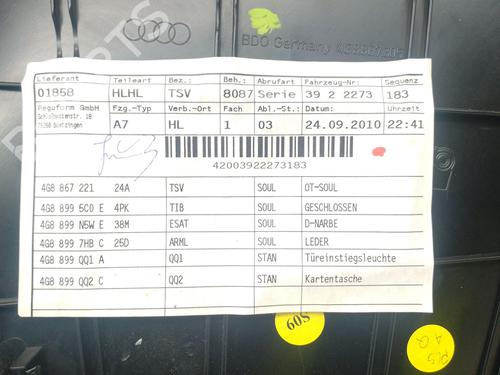 BDO Germany
Lieferant Teileart Bez.: Beh.: Abrufart Fahrzeug-Nr: Sequenz
01858 HLHL TSV 8087 Serie 39 2 2273 183
Peguform GmbH Fzg.-Typ Verb.-Ort Fach Abl.-St.: Datum: Uhrzeit
A7 HL 1 03 24.09.2010 22:41
42003922273183
4G8 867 221 24A TSV SOUL OT-SOUL
4G8 899 5C0 E 4PK TIB SOUL GESCHLOSSEN
4G8 899 N5W E 38M ESAT SOUL D-NARBE
4G8 899 7HB C 25D ARML SOUL LEDER
4G8 899 QQ1 A QQ1 STAN Türeinstiegsleuchte
4G8 899 QQ2 C QQ2 STAN Kartentasche